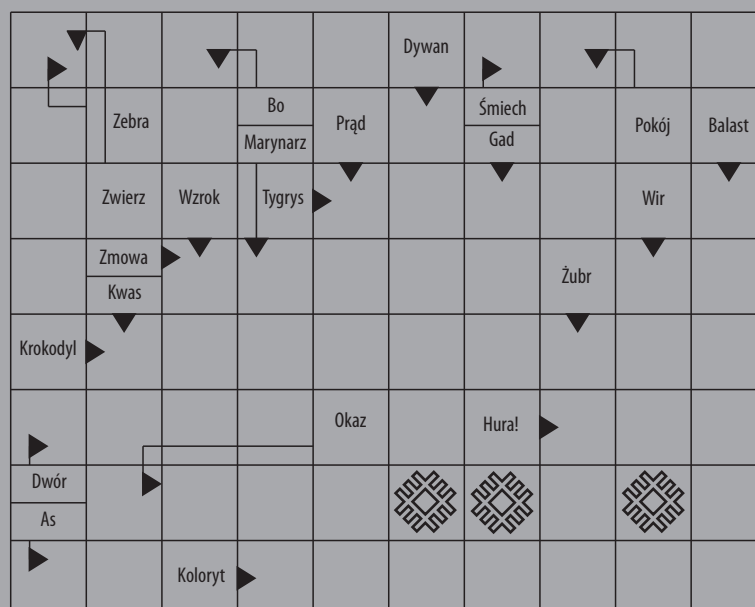 Dywan
Zebra
Bo
Marynarz
Prąd
Śmiech
Gad
Pokój
Balast
Zwierz
Wzrok
Tygrys
Wir
Zmowa
Kwas
Żubr
Krokodyl
Okaz
Hura!
Dwór
As
Koloryt